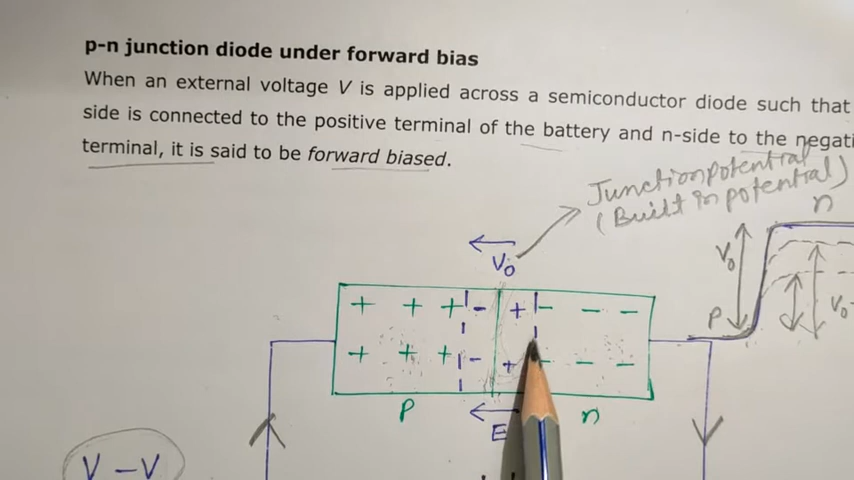 p-n junction diode under forward bias
When an external voltage V is applied across a semiconductor diode such that
side is connected to the positive terminal of the battery and n-side to the negati
terminal, it is said to be forward biased.
Junction potential
(Built in potential)
n
V₀
V₀
V₀-
P
+ + + - + - - -
+ + + - + - - -
P
n
E
V - V